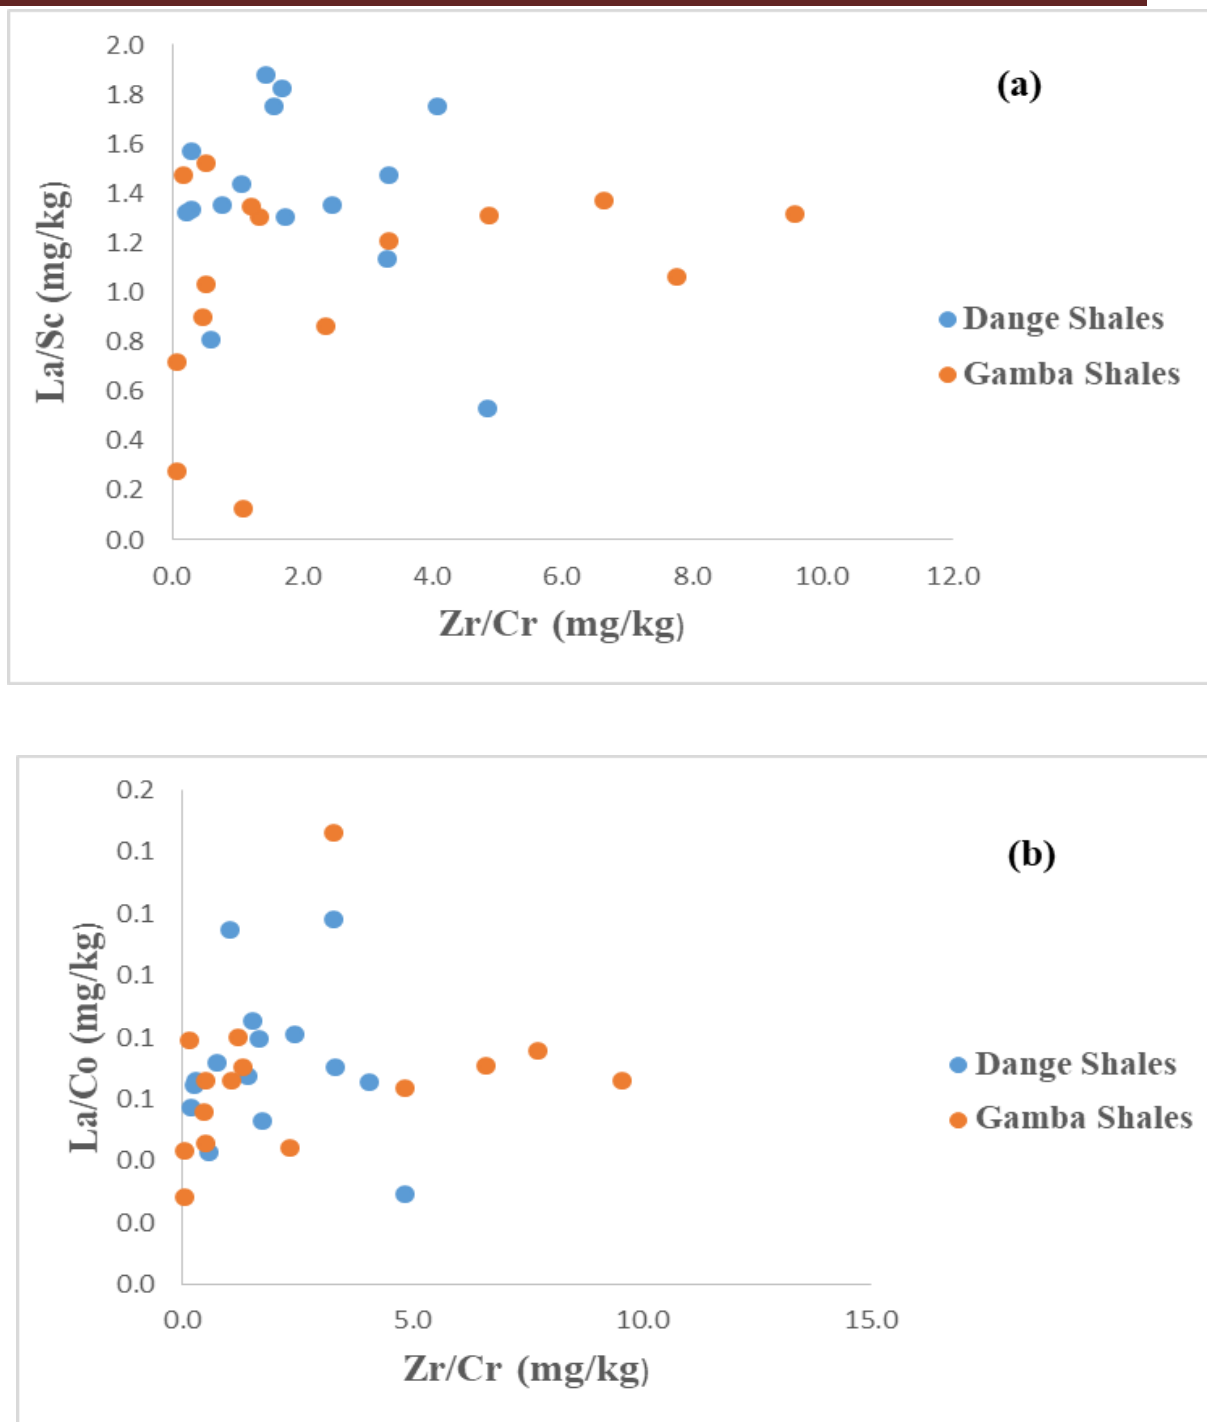 (a)
2.0
1.8
1.6
1.4
1.2
1.0
0.8
0.6
0.4
0.2
0.0
La/Sc (mg/kg)
0.0 2.0 4.0 6.0 8.0 10.0 12.0
Zr/Cr (mg/kg)
Dange Shales
Gamba Shales
(b)
0.2
0.1
0.1
0.1
0.1
0.1
0.0
0.0
0.0
La/Co (mg/kg)
0.0 5.0 10.0 15.0
Zr/Cr (mg/kg)
Dange Shales
Gamba Shales